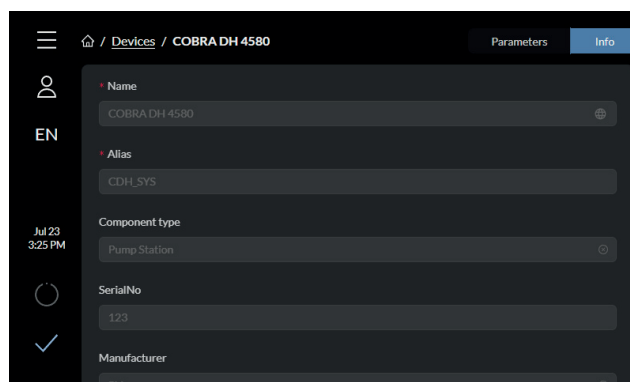 / Devices / COBRA DH 4580
Parameters
Info
* Name
COBRA DH 4580
EN
* Alias
CDH_SYS
Component type
Jul 23
3:25 PM
Pump Station
SerialNo
123
Manufacturer